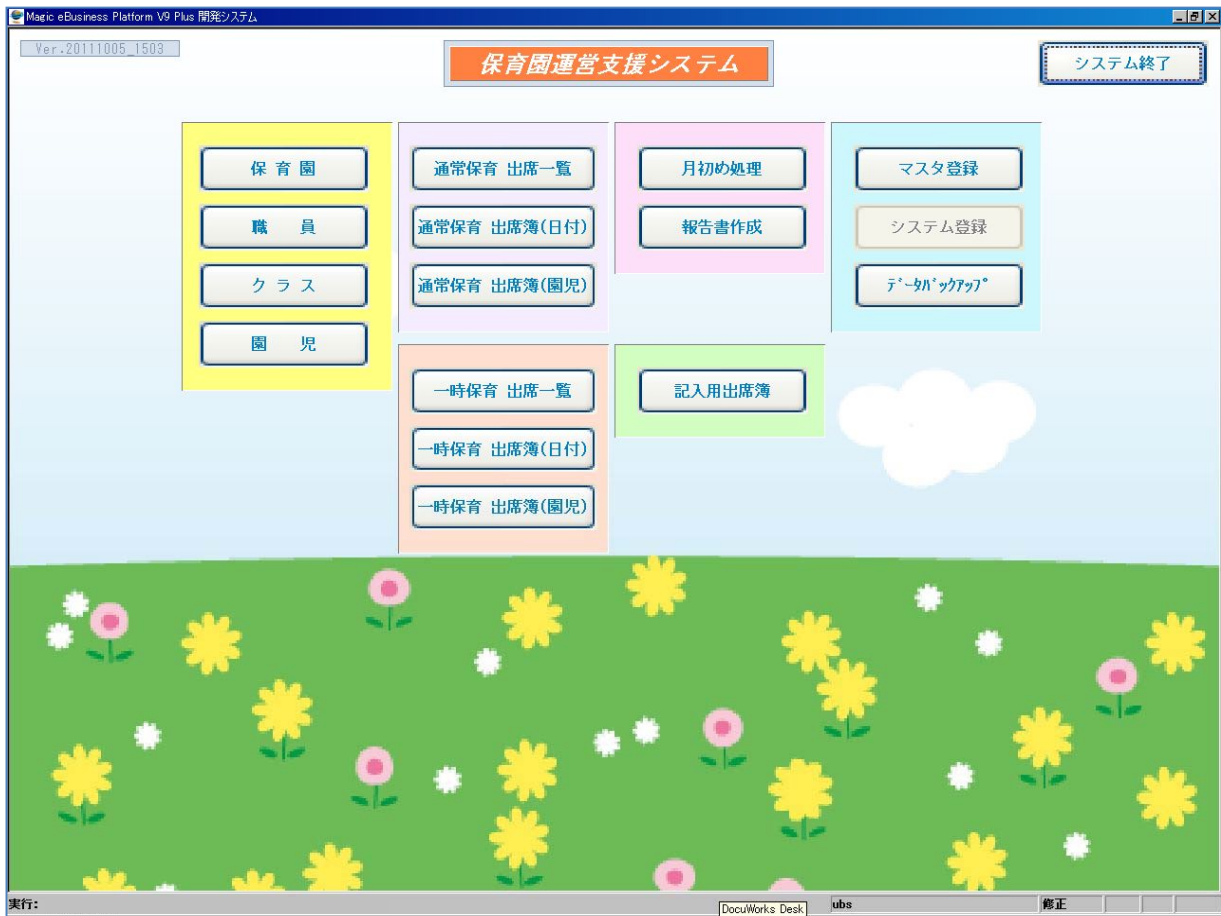 Magic eBusiness Platform V9 Plus 開発システム
Ver.20111005_1503
保育園運営支援システム
システム終了
保 育 園
職 員
ク ラ ス
園 児
通常保育 出席一覧
通常保育 出席簿(日付)
通常保育 出席簿(園児)
月初め処理
報告書作成
マスタ登録
システム登録
ﾃﾞｰﾀﾊﾞｯｸｱｯﾌﾟ
一時保育 出席一覧
一時保育 出席簿(日付)
一時保育 出席簿(園児)
記入用出席簿
実行:
DocuWorks Desk
ubs
修正